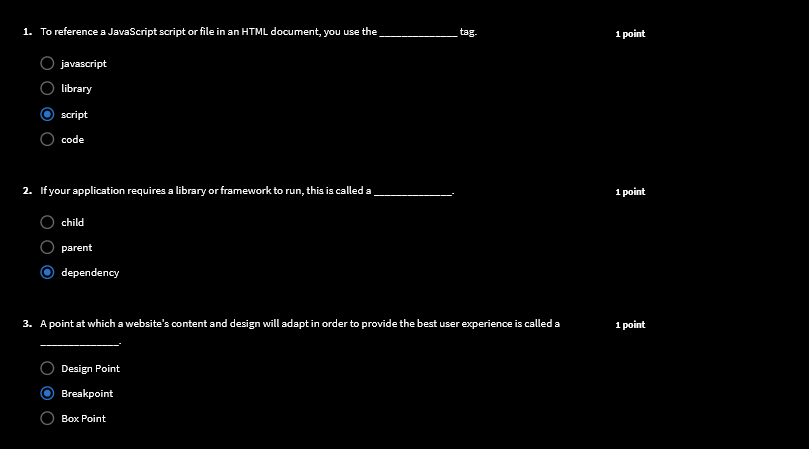 1. To reference a JavaScript script or file in an HTML document, you use the ______________ tag. 1 point
javascript
library
script
code
2. If your application requires a library or framework to run, this is called a ______________. 1 point
child
parent
dependency
3. A point at which a website's content and design will adapt in order to provide the best user experience is called a 1 point
______________.
Design Point
Breakpoint
Box Point